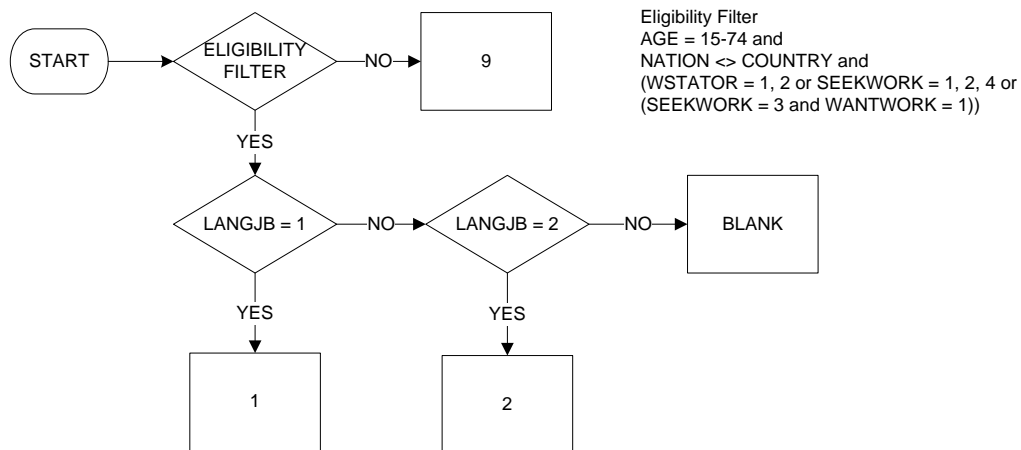 START
ELIGIBILITY
FILTER
NO
9
Eligibility Filter
AGE = 15-74 and
NATION <> COUNTRY and
(WSTATOR = 1, 2 or SEEKWORK = 1, 2, 4 or
(SEEKWORK = 3 and WANTWORK = 1))
YES
LANGJB = 1
NO
LANGJB = 2
NO
BLANK
YES
YES
1
2